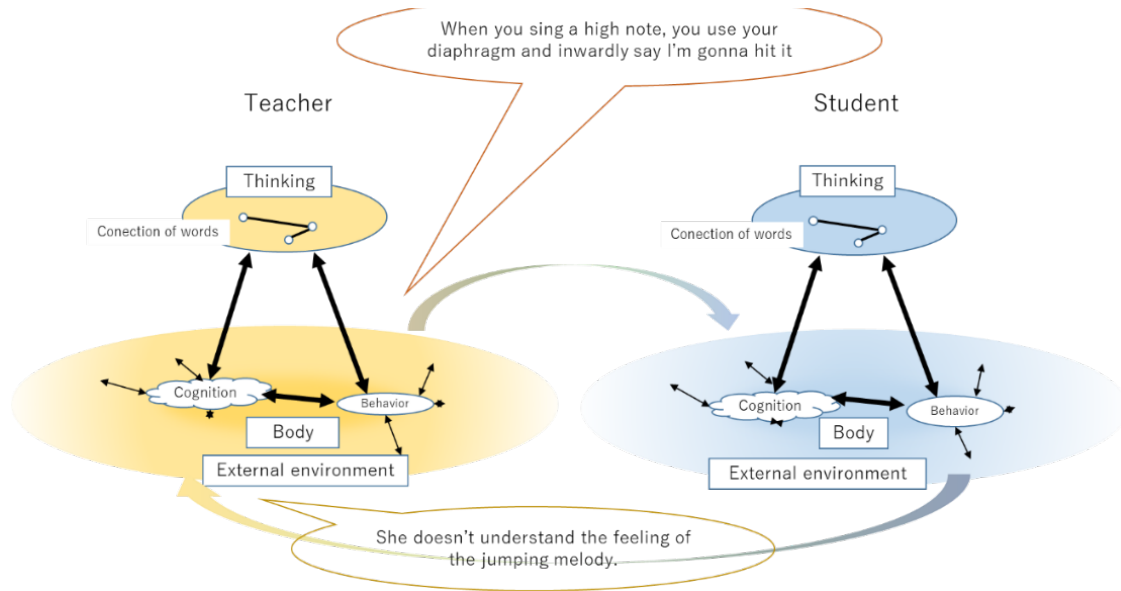 When you sing a high note, you use your
diaphragm and inwardly say I'm gonna hit it
Teacher
Student
Thinking
Conection of words
Cognition
Behavior
Body
External environment
Thinking
Conection of words
Cognition
Behavior
Body
External environment
She doesn't understand the feeling of
the jumping melody.